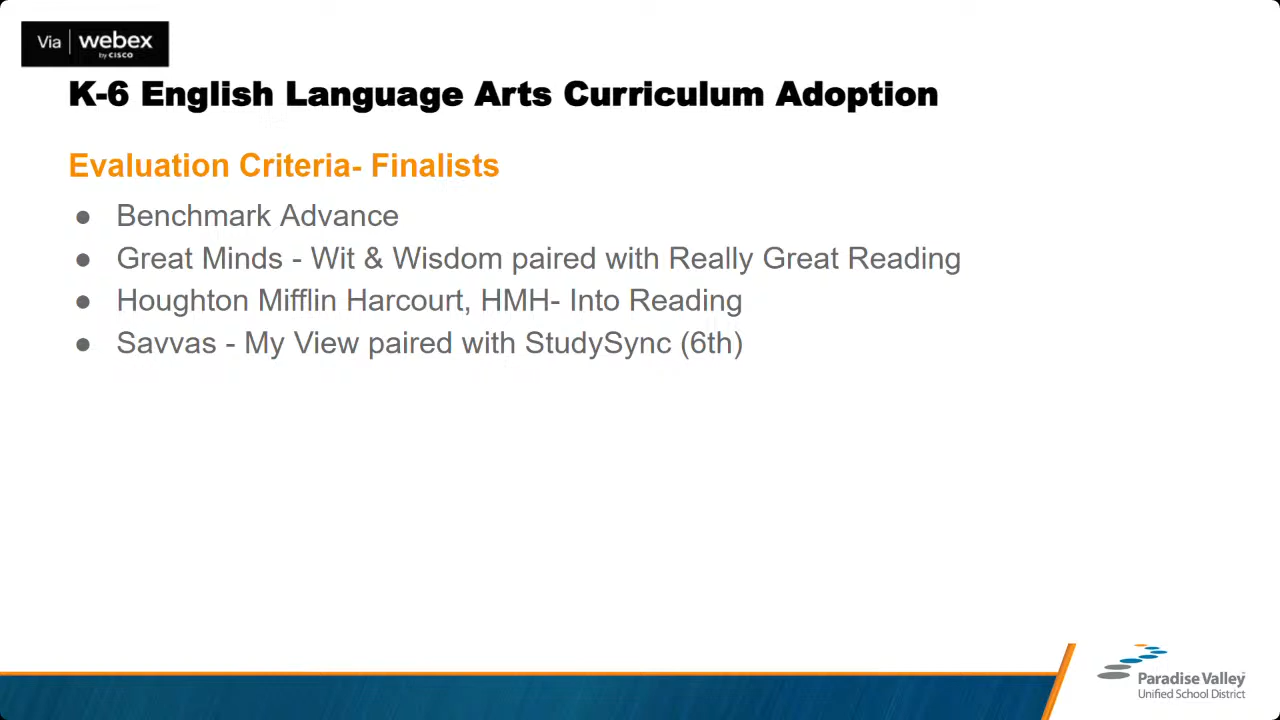 Via webex
by CISCO
K-6 English Language Arts Curriculum Adoption
Evaluation Criteria- Finalists
● Benchmark Advance
● Great Minds - Wit & Wisdom paired with Really Great Reading
● Houghton Mifflin Harcourt, HMH- Into Reading
● Savvas - My View paired with StudySync (6th)
Paradise Valley
Unified School District